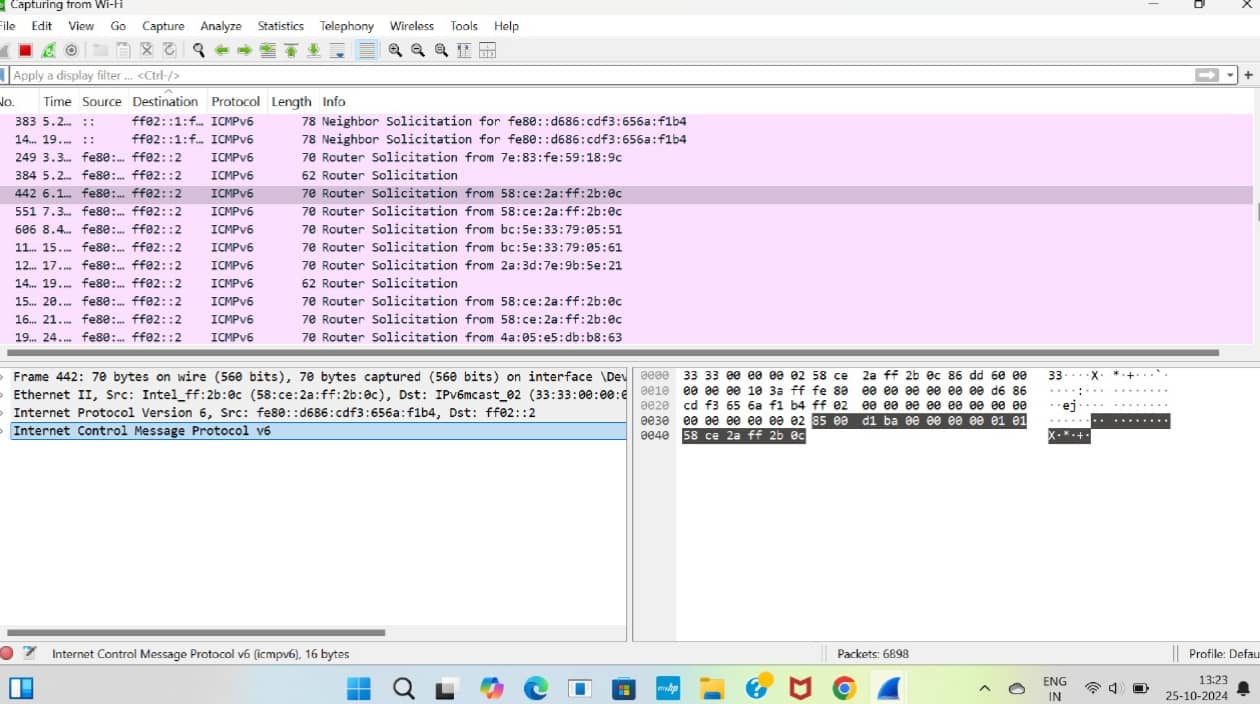 Capturing from Wi-Fi
File Edit View Go Capture Analyze Statistics Telephony Wireless Tools Help
Apply a display filter ... <Ctrl-/>
No. Time Source Destination Protocol Length Info
383 5.2… :: ff02::1:f… ICMPv6 78 Neighbor Solicitation for fe80::d686:cdf3:656a:f1b4
14… 19.… :: ff02::1:f… ICMPv6 78 Neighbor Solicitation for fe80::d686:cdf3:656a:f1b4
249 3.3… fe80:… ff02::2 ICMPv6 70 Router Solicitation from 7e:83:fe:59:18:9c
384 5.2… fe80:… ff02::2 ICMPv6 62 Router Solicitation
442 6.1… fe80:… ff02::2 ICMPv6 70 Router Solicitation from 58:ce:2a:ff:2b:0c
551 7.3… fe80:… ff02::2 ICMPv6 70 Router Solicitation from 58:ce:2a:ff:2b:0c
606 8.4… fe80:… ff02::2 ICMPv6 70 Router Solicitation from bc:5e:33:79:05:51
11… 15.… fe80:… ff02::2 ICMPv6 70 Router Solicitation from bc:5e:33:79:05:61
12… 17.… fe80:… ff02::2 ICMPv6 70 Router Solicitation from 2a:3d:7e:9b:5e:21
14… 19.… fe80:… ff02::2 ICMPv6 62 Router Solicitation
15… 20.… fe80:… ff02::2 ICMPv6 70 Router Solicitation from 58:ce:2a:ff:2b:0c
16… 21.… fe80:… ff02::2 ICMPv6 70 Router Solicitation from 58:ce:2a:ff:2b:0c
19… 24.… fe80:… ff02::2 ICMPv6 70 Router Solicitation from 4a:05:e5:db:b8:63
Frame 442: 70 bytes on wire (560 bits), 70 bytes captured (560 bits) on interface \Dev
Ethernet II, Src: Intel_ff:2b:0c (58:ce:2a:ff:2b:0c), Dst: IPv6mcast_02 (33:33:00:00:0
Internet Protocol Version 6, Src: fe80::d686:cdf3:656a:f1b4, Dst: ff02::2
Internet Control Message Protocol v6
0000 33 33 00 00 00 02 58 ce 2a ff 2b 0c 86 dd 60 00 33····X· *·+···`·
0010 00 00 00 10 3a ff fe 80 00 00 00 00 00 00 d6 86 ····:··· ········
0020 cd f3 65 6a f1 b4 ff 02 00 00 00 00 00 00 00 00 ··ej···· ········
0030 00 00 00 00 00 02 85 00 d1 ba 00 00 00 00 01 01 ········ ········
0040 58 ce 2a ff 2b 0c X·*·+·
Internet Control Message Protocol v6 (icmpv6), 16 bytes
Packets: 6898
Profile: Defau
myhp
ENG
IN
13:23
25-10-2024